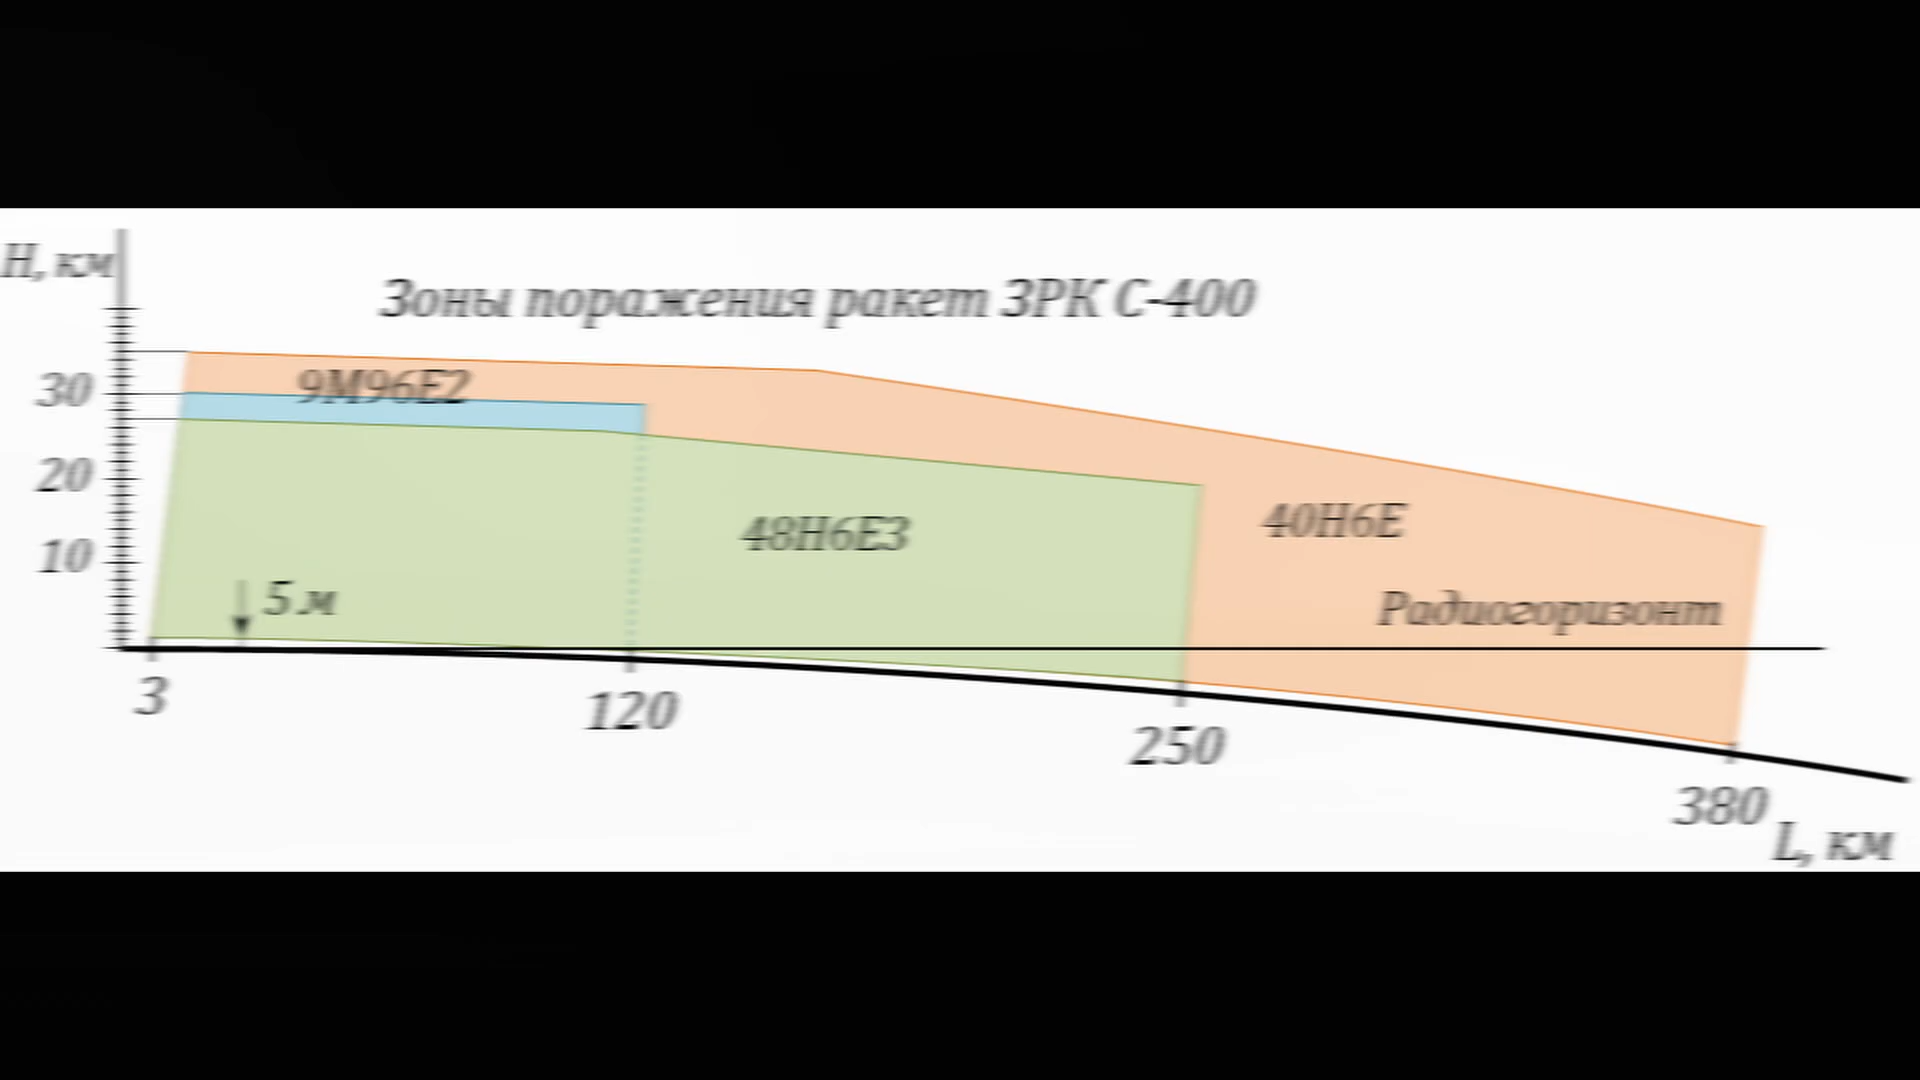 H, км
Зоны поражения ракет ЗРК С-400
9М96Е2
30
20
48Н6Е3
40Н6Е
10
5 м
Радиогоризонт
3
120
250
380
L, км